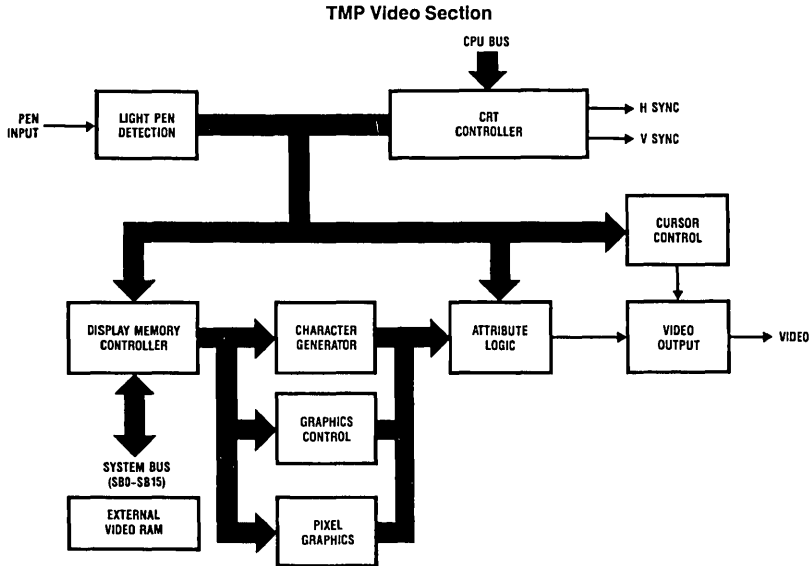 TMP Video Section
CPU BUS
PEN
INPUT
LIGHT PEN
DETECTION
CRT
CONTROLLER
H SYNC
V SYNC
CURSOR
CONTROL
DISPLAY MEMORY
CONTROLLER
CHARACTER
GENERATOR
ATTRIBUTE
LOGIC
VIDEO
OUTPUT
VIDEO
GRAPHICS
CONTROL
SYSTEM BUS
(SB0-SB15)
EXTERNAL
VIDEO RAM
PIXEL
GRAPHICS